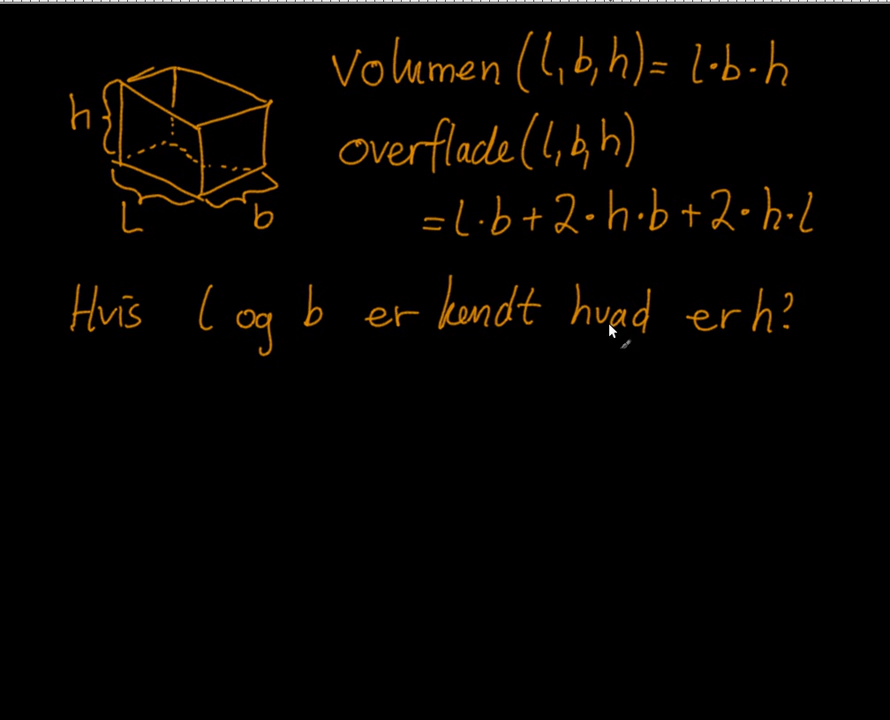 h
L
b
Volumen (l, b, h) = l·b·h
overflade (l, b, h)
= l·b + 2·h·b + 2·h·l
Hvis l og b er kendt hvad er h?